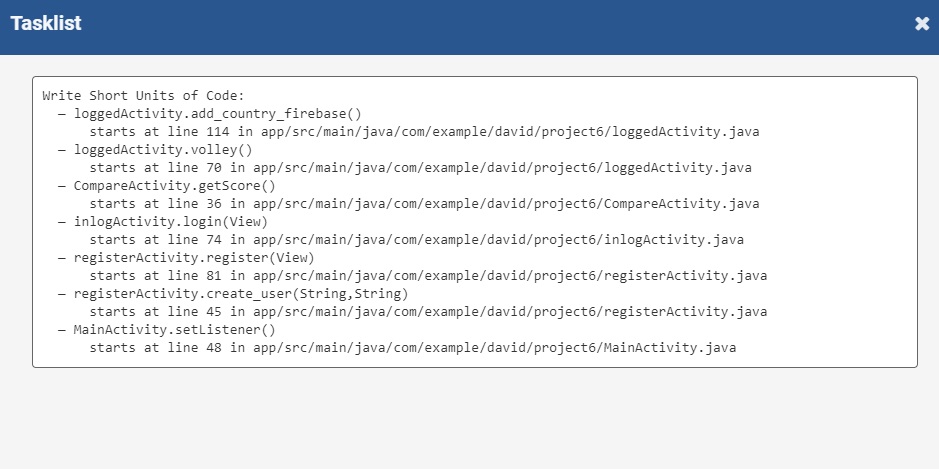 Tasklist
Write Short Units of Code:
– loggedActivity.add_country_firebase()
starts at line 114 in app/src/main/java/com/example/david/project6/loggedActivity.java
– loggedActivity.volley()
starts at line 70 in app/src/main/java/com/example/david/project6/loggedActivity.java
– CompareActivity.getScore()
starts at line 36 in app/src/main/java/com/example/david/project6/CompareActivity.java
– inlogActivity.login(View)
starts at line 74 in app/src/main/java/com/example/david/project6/inlogActivity.java
– registerActivity.register(View)
starts at line 81 in app/src/main/java/com/example/david/project6/registerActivity.java
– registerActivity.create_user(String,String)
starts at line 45 in app/src/main/java/com/example/david/project6/registerActivity.java
– MainActivity.setListener()
starts at line 48 in app/src/main/java/com/example/david/project6/MainActivity.java